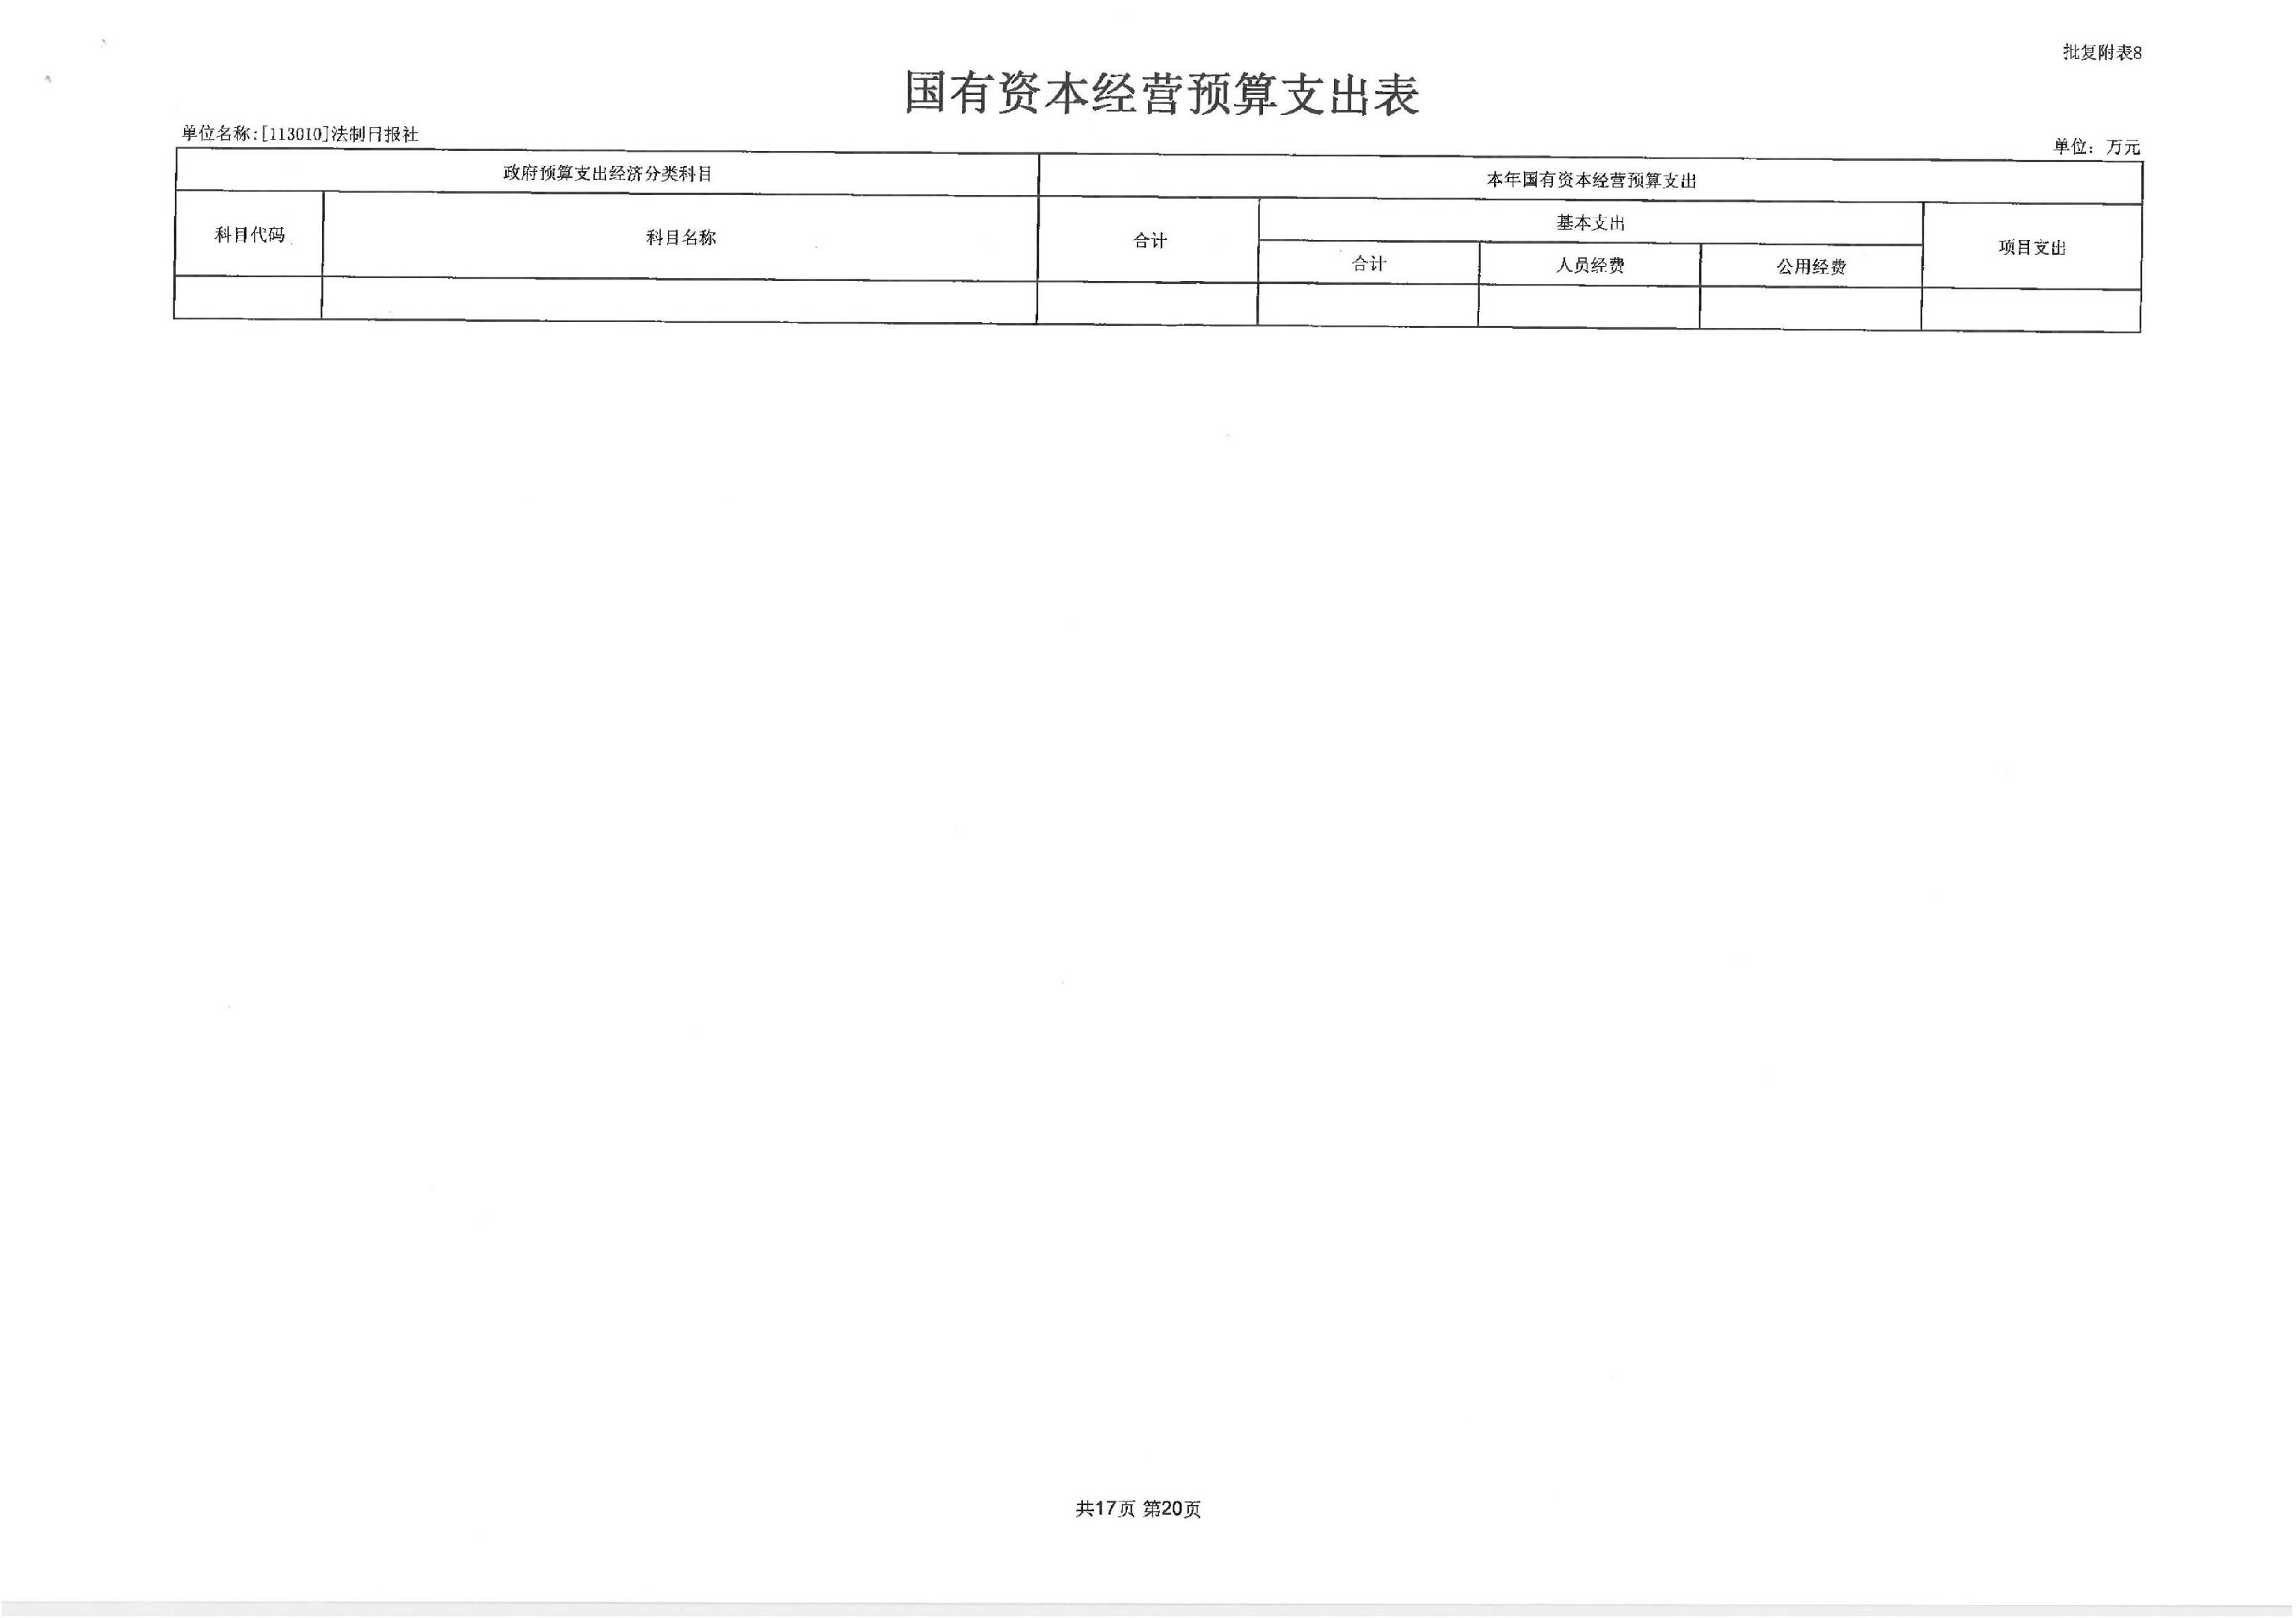 批复附表8
国有资本经营预算支出表
单位名称:[113010]法制日报社
单位：万元
政府预算支出经济分类科目
本年国有资本经营预算支出
科目代码
科目名称
合计
基本支出
项目支出
合计
人员经费
公用经费
共17页 第20页